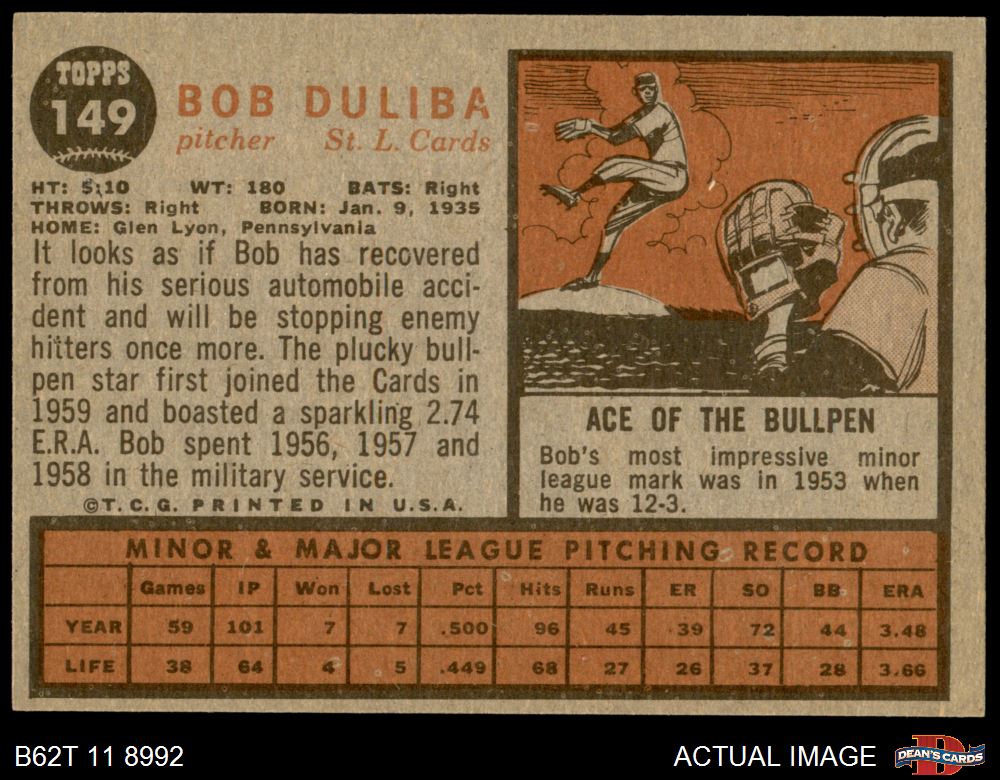 TOPPS
149
BOB DULIBA
pitcher St. L. Cards
HT: 5:10 WT: 180 BATS: Right
THROWS: Right BORN: Jan. 9, 1935
HOME: Glen Lyon, Pennsylvania
It looks as if Bob has recovered
from his serious automobile acci-
dent and will be stopping enemy
hitters once more. The plucky bull-
pen star first joined the Cards in
1959 and boasted a sparkling 2.74
E.R.A. Bob spent 1956, 1957 and
1958 in the military service.
©T.C.G. PRINTED IN U.S.A.
ACE OF THE BULLPEN
Bob's most impressive minor
league mark was in 1953 when
he was 12-3.
MINOR & MAJOR LEAGUE PITCHING RECORD
Games IP Won Lost Pct Hits Runs ER SO BB ERA
YEAR 59 101 7 7 .500 96 45 39 72 44 3.48
LIFE 38 64 4 5 .449 68 27 26 37 28 3.66
B62T 11 8992 ACTUAL IMAGE DEAN'S CARDS